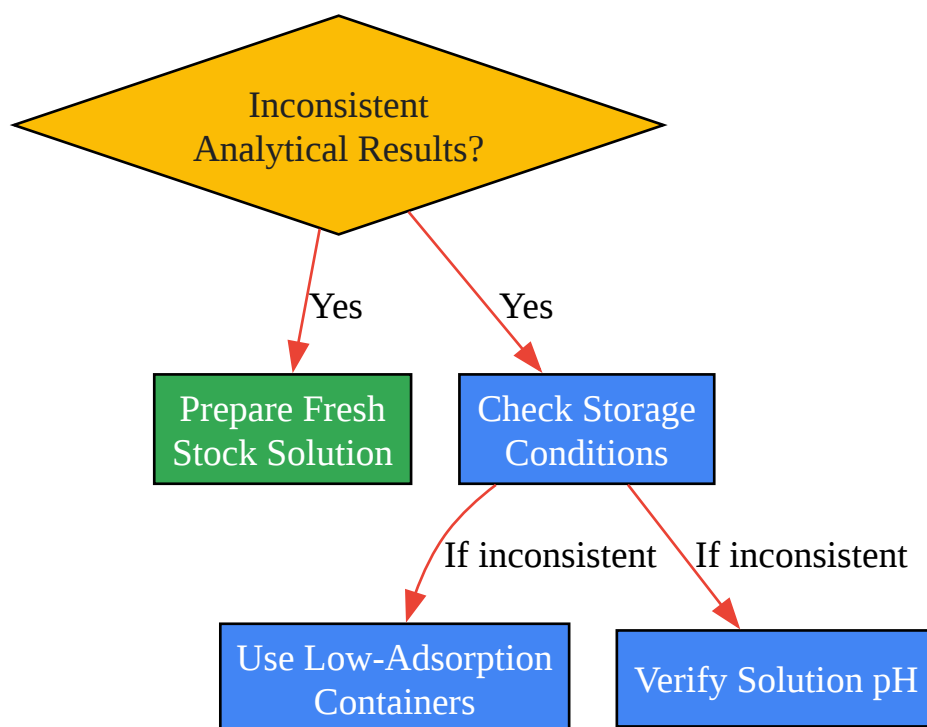 Inconsistent
Analytical Results?
Yes
Yes
Prepare Fresh
Stock Solution
Check Storage
Conditions
If inconsistent
If inconsistent
Use Low-Adsorption
Containers
Verify Solution pH